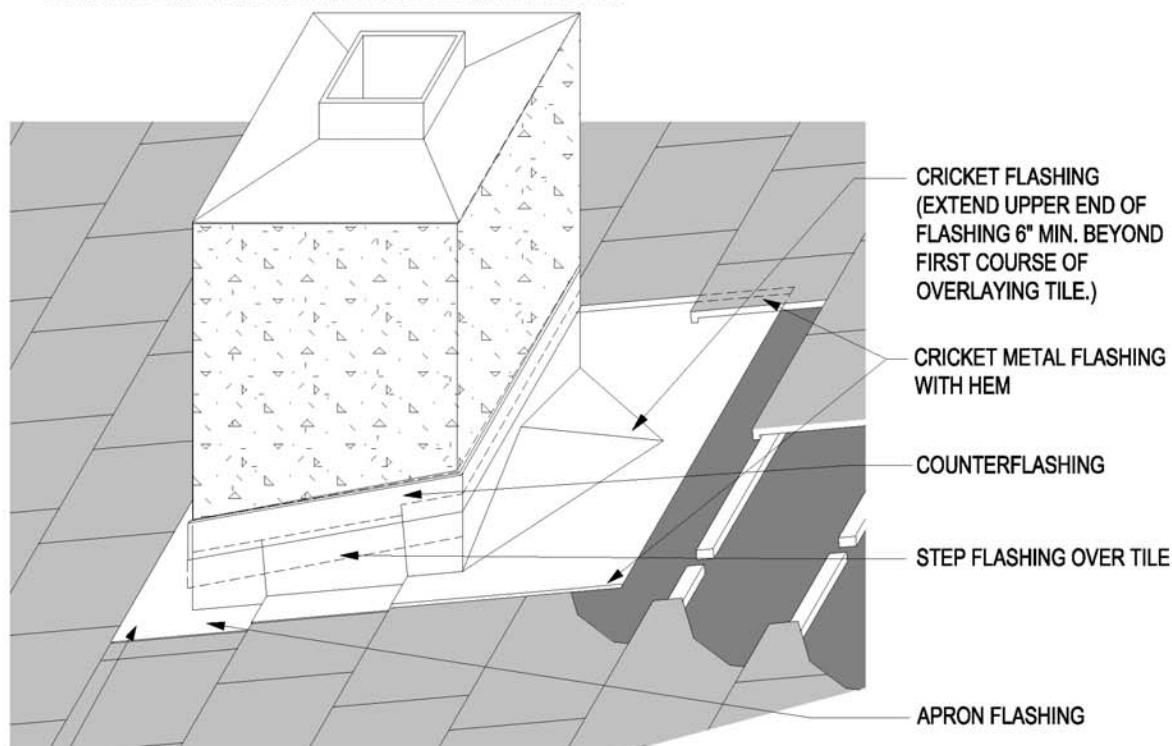 CRICKET FLASHING
(EXTEND UPPER END OF
FLASHING 6" MIN. BEYOND
FIRST COURSE OF
OVERLAYING TILE.)
CRICKET METAL FLASHING
WITH HEM
COUNTERFLASHING
STEP FLASHING OVER TILE
APRON FLASHING